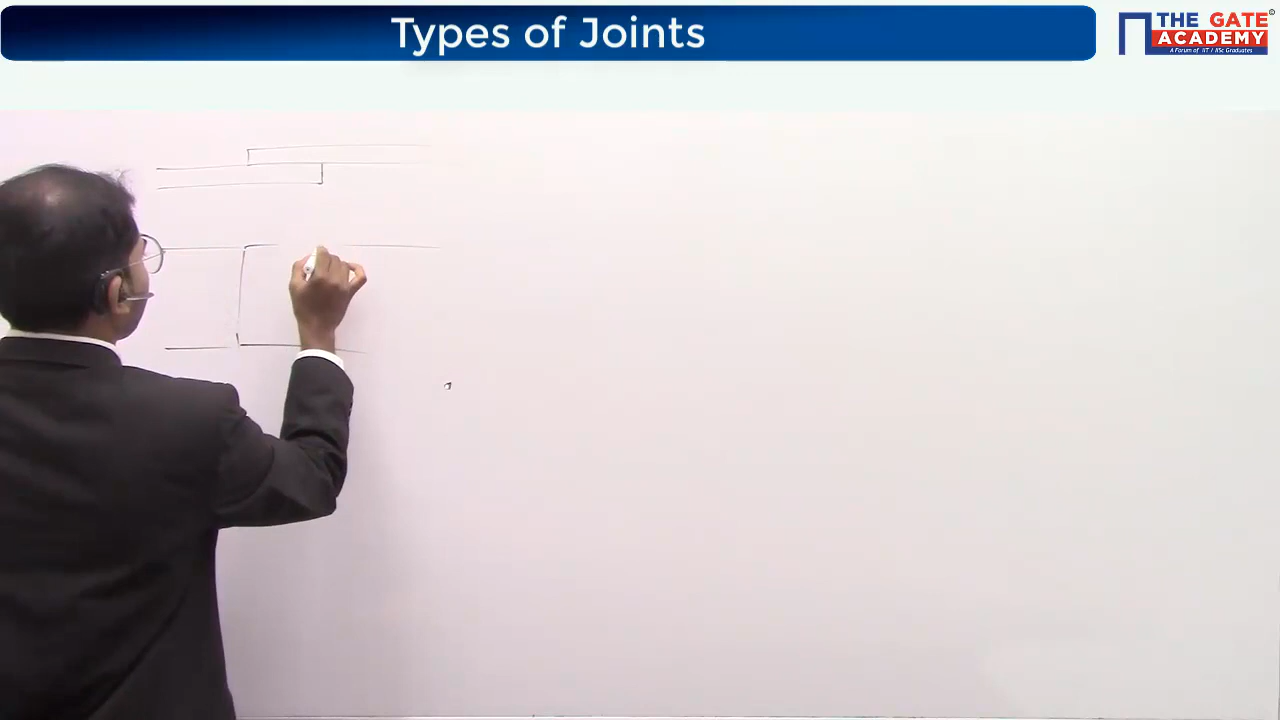 Types of Joints
THE GATE
ACADEMY
A Forum of IIT / IISc Graduates